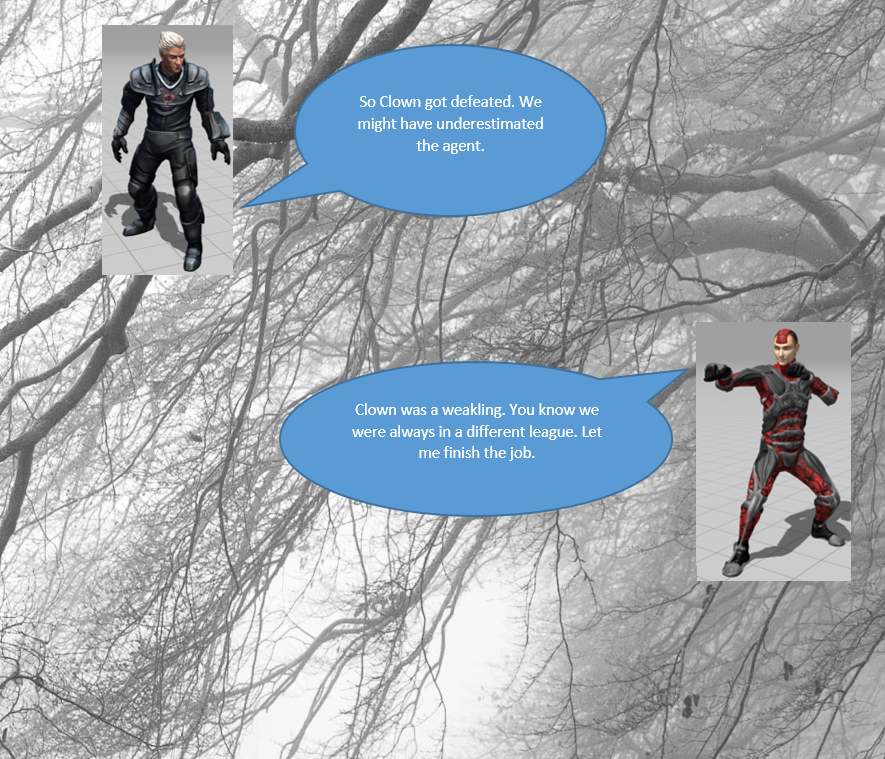 So Clown got defeated. We
might have underestimated
the agent.
Clown was a weakling. You know we
were always in a different league. Let
me finish the job.